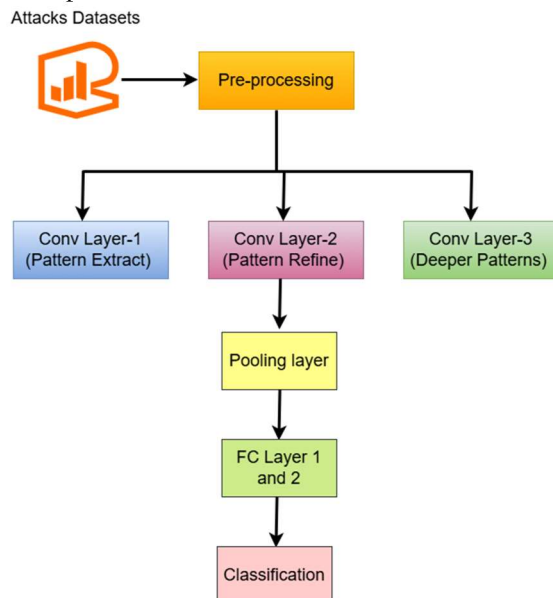 Attacks Datasets
Pre-processing
Conv Layer-1
(Pattern Extract)
Conv Layer-2
(Pattern Refine)
Conv Layer-3
(Deeper Patterns)
Pooling layer
FC Layer 1
and 2
Classification